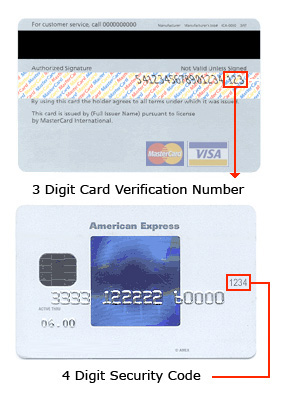 For customer service, call 0000000000
Authorized Signature
Not Valid Unless Signed
5412345678901234 123
By using this card the holder agrees to all terms under which it was issued.
This card is issued by (Full Issuer Name) pursuant to license
by MasterCard International.
MasterCard
VISA
3 Digit Card Verification Number
American Express
1234
3333 122222 60000
06.00
4 Digit Security Code